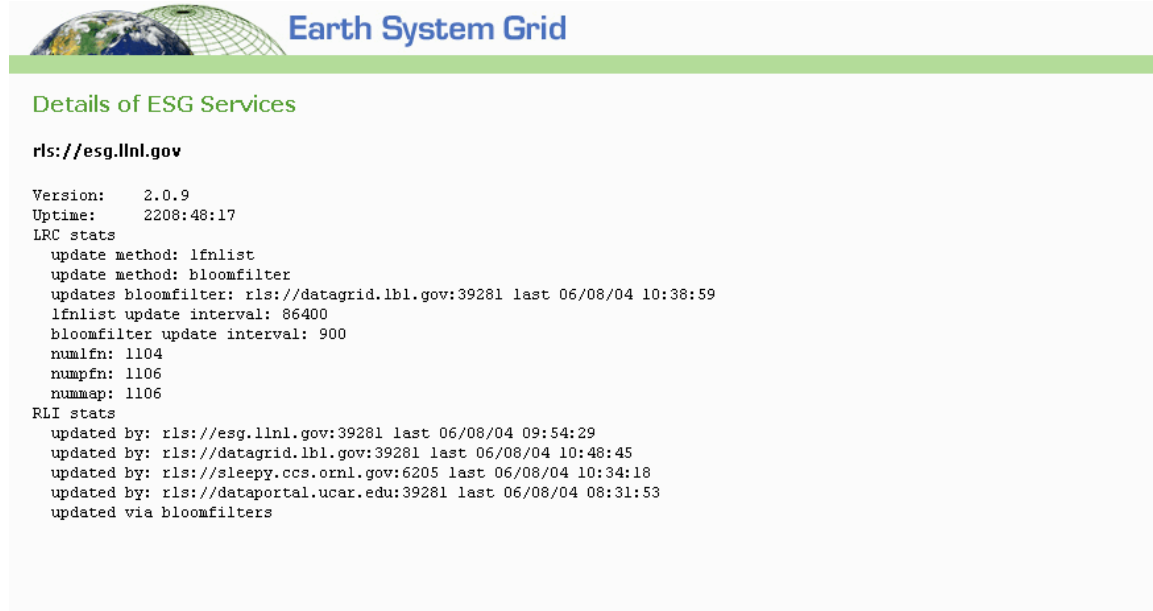 Earth System Grid
Details of ESG Services
rls://esg.llnl.gov
Version: 2.0.9
Uptime: 2208:48:17
LRC stats
update method: lfnlist
update method: bloomfilter
updates bloomfilter: rls://datagrid.lbl.gov:39281 last 06/08/04 10:38:59
lfnlist update interval: 86400
bloomfilter update interval: 900
numlfn: 1104
numpfn: 1106
nummap: 1106
RLI stats
updated by: rls://esg.llnl.gov:39281 last 06/08/04 09:54:29
updated by: rls://datagrid.lbl.gov:39281 last 06/08/04 10:48:45
updated by: rls://sleepy.ccs.ornl.gov:6205 last 06/08/04 10:34:18
updated by: rls://dataportal.ucar.edu:39281 last 06/08/04 08:31:53
updated via bloomfilters